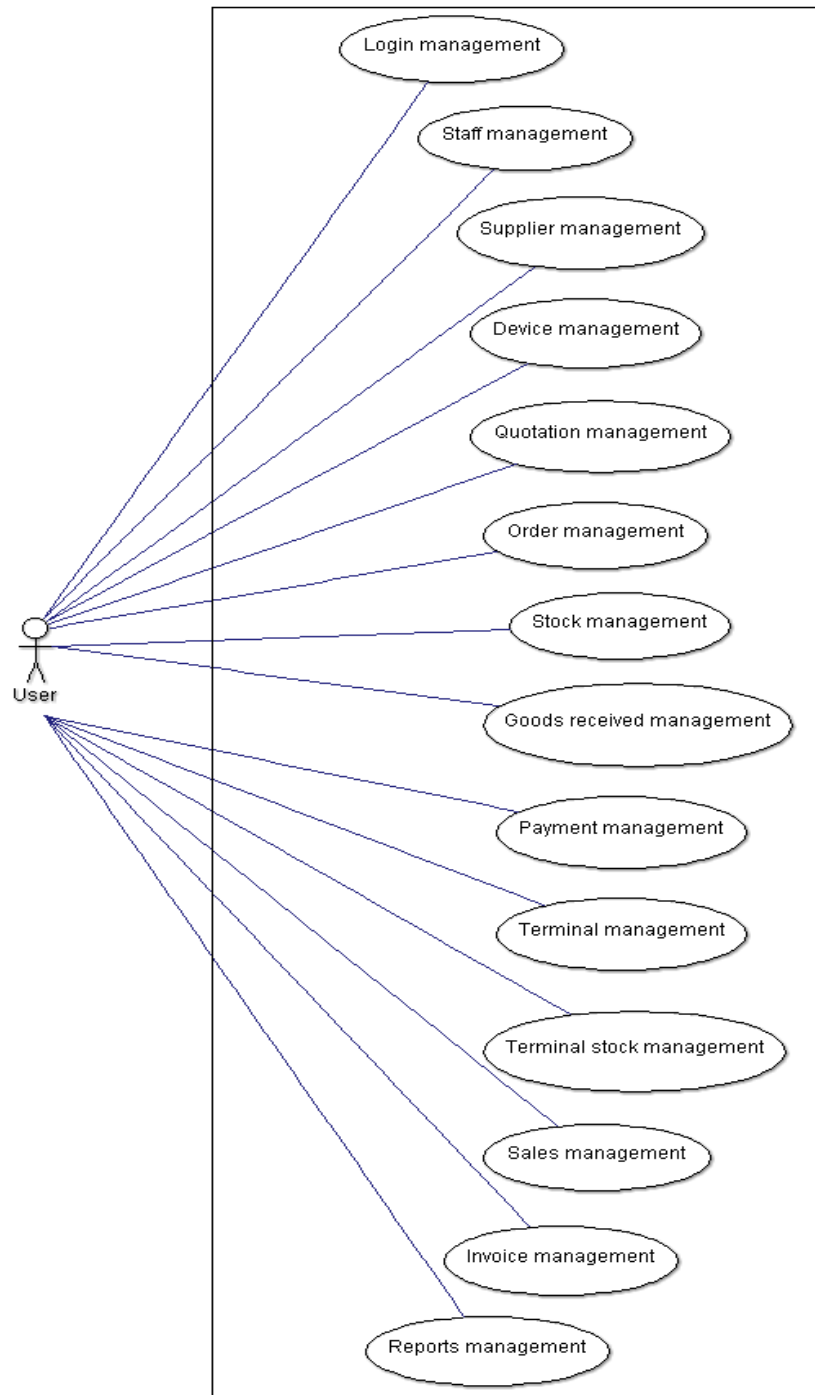 Login management
Staff management
Supplier management
Device management
Quotation management
Order management
Stock management
User
Goods received management
Payment management
Terminal management
Terminal stock management
Sales management
Invoice management
Reports management